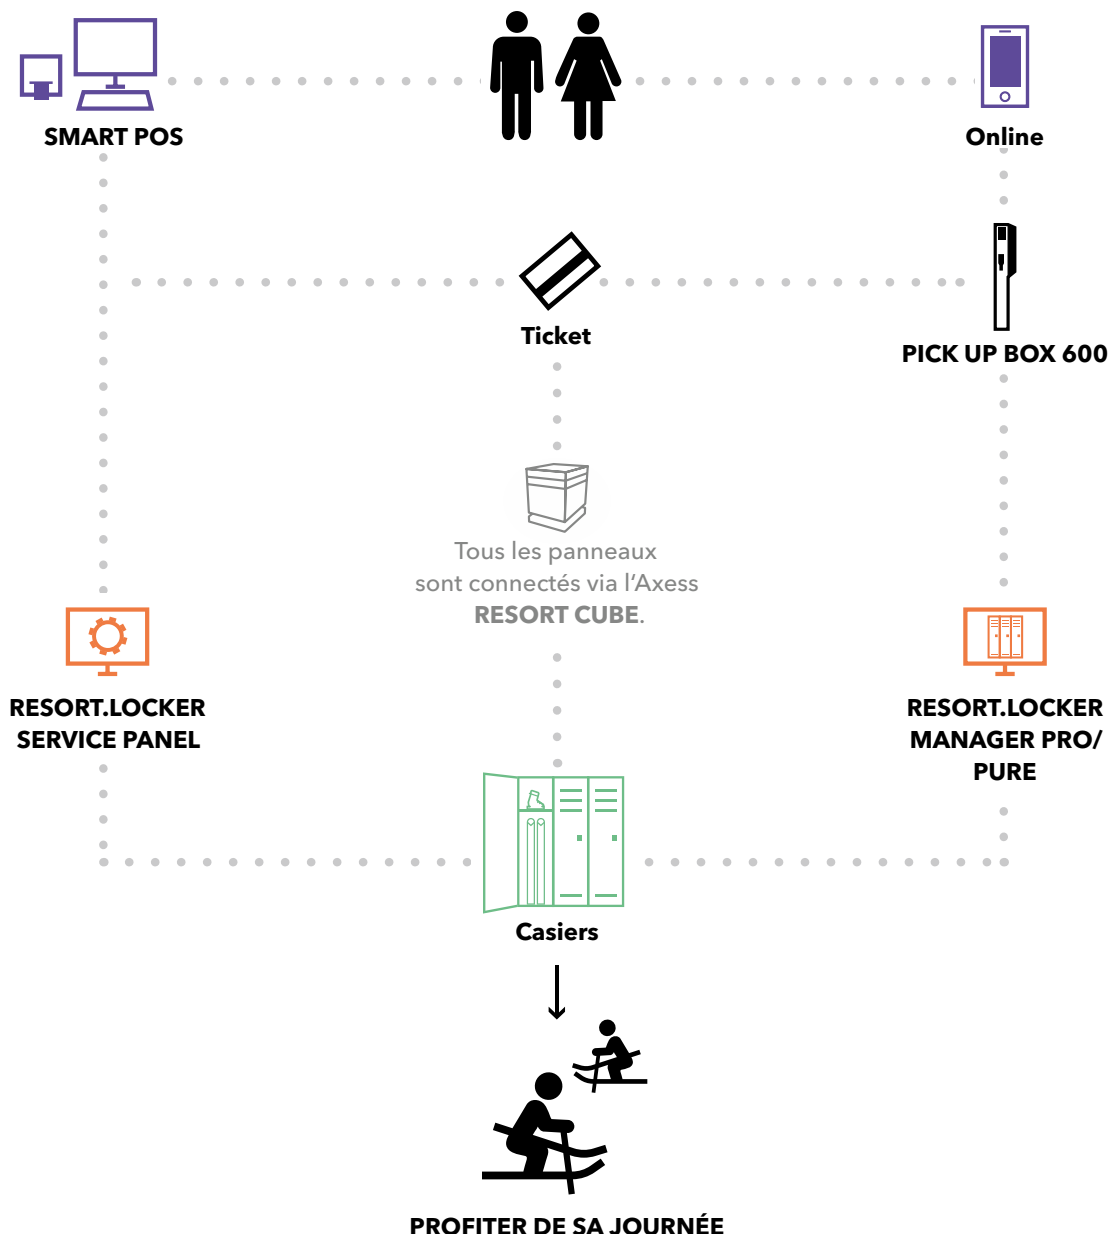 SMART POS
Online
Ticket
PICK UP BOX 600
Tous les panneaux
sont connectés via l‘Axess
RESORT CUBE.
RESORT.LOCKER
SERVICE PANEL
RESORT.LOCKER
MANAGER PRO/
PURE
Casiers
PROFITER DE SA JOURNÉE